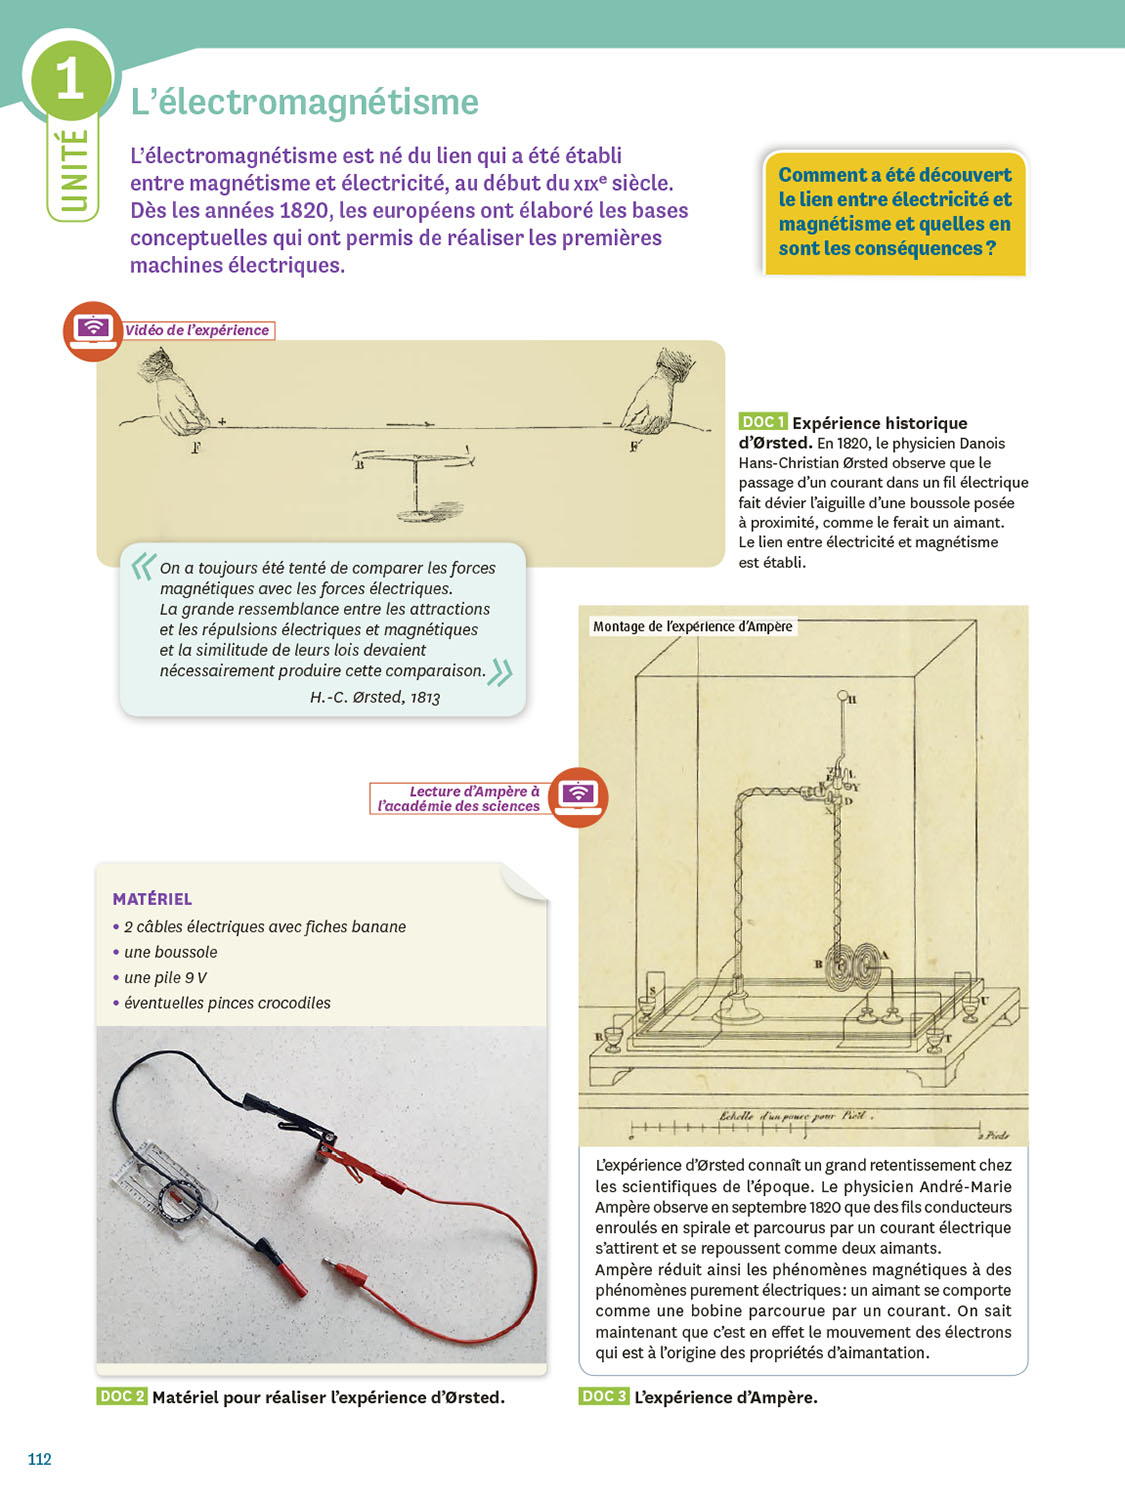 1
UNITÉ
L'électromagnétisme
L'électromagnétisme est né du lien qui a été établi
entre magnétisme et électricité, au début du XIXe siècle.
Dès les années 1820, les européens ont élaboré les bases
conceptuelles qui ont permis de réaliser les premières
machines électriques.
Comment a été découvert
le lien entre électricité et
magnétisme et quelles en
sont les conséquences ?
Vidéo de l'expérience
+
−
F
F'
B
DOC 1 Expérience historique
d'Ørsted. En 1820, le physicien Danois
Hans-Christian Ørsted observe que le
passage d'un courant dans un fil électrique
fait dévier l'aiguille d'une boussole posée
à proximité, comme le ferait un aimant.
Le lien entre électricité et magnétisme
est établi.
« On a toujours été tenté de comparer les forces
magnétiques avec les forces électriques.
La grande ressemblance entre les attractions
et les répulsions électriques et magnétiques
et la similitude de leurs lois devaient
nécessairement produire cette comparaison. »
H.-C. Ørsted, 1813
Montage de l'expérience d'Ampère
H
E
L
Y
D
X
B
A
S
U
R
T
Echelle d'un pouce pour Pied.
0
1
2 Pieds
Lecture d'Ampère à
l'académie des sciences
MATÉRIEL
• 2 câbles électriques avec fiches banane
• une boussole
• une pile 9 V
• éventuelles pinces crocodiles
DOC 2 Matériel pour réaliser l'expérience d'Ørsted.
L'expérience d'Ørsted connaît un grand retentissement chez
les scientifiques de l'époque. Le physicien André-Marie
Ampère observe en septembre 1820 que des fils conducteurs
enroulés en spirale et parcourus par un courant électrique
s'attirent et se repoussent comme deux aimants.
Ampère réduit ainsi les phénomènes magnétiques à des
phénomènes purement électriques : un aimant se comporte
comme une bobine parcourue par un courant. On sait
maintenant que c'est en effet le mouvement des électrons
qui est à l'origine des propriétés d'aimantation.
DOC 3 L'expérience d'Ampère.
112